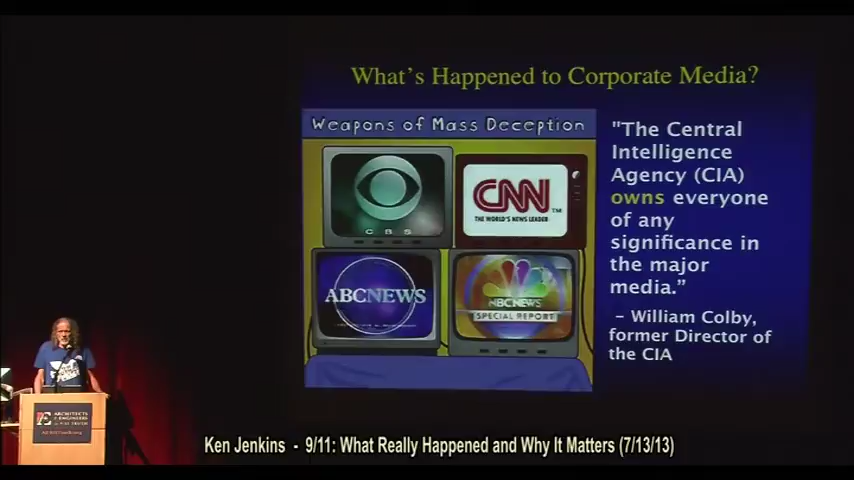 What's Happened to Corporate Media?
Weapons of Mass Deception
CBS
CNN
THE WORLD'S NEWS LEADER
ABCNEWS
NBCNEWS
SPECIAL REPORT
"The Central
Intelligence
Agency (CIA)
owns everyone
of any
significance in
the major
media.”
– William Colby,
former Director of
the CIA
ARCHITECTS
ENGINEERS
Ken Jenkins - 9/11: What Really Happened and Why It Matters (7/13/13)